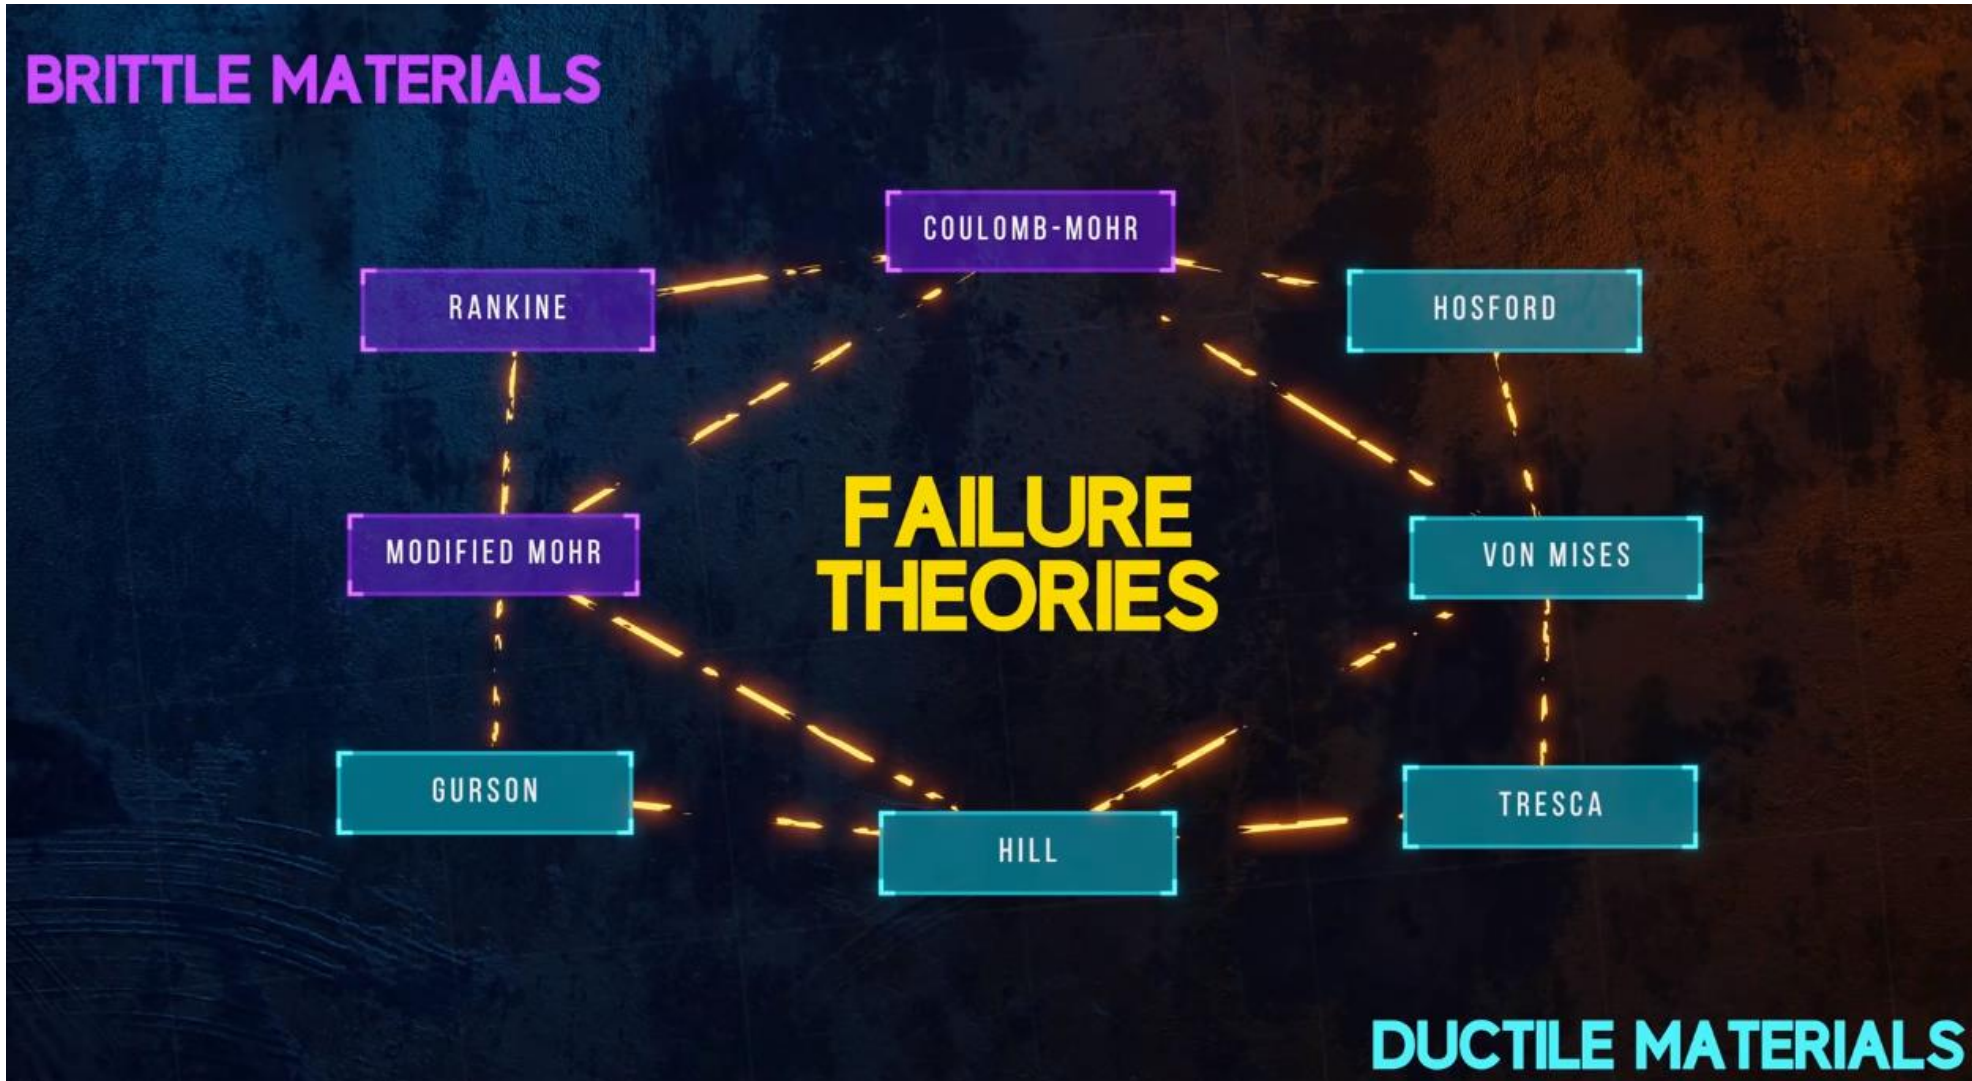 BRITTLE MATERIALS
COULOMB-MOHR
RANKINE
HOSFORD
FAILURE
THEORIES
MODIFIED MOHR
VON MISES
GURSON
TRESCA
HILL
DUCTILE MATERIALS